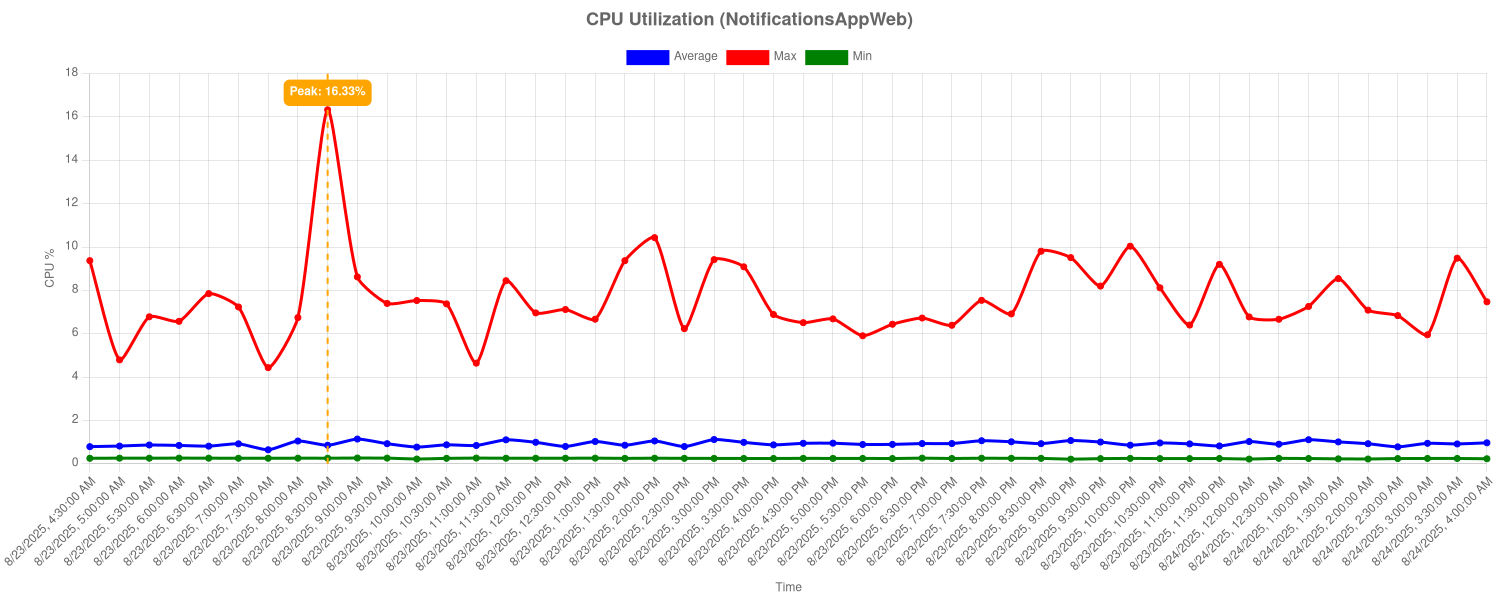 CPU Utilization (NotificationsAppWeb)
Average Max Min
Peak: 16.33%
18
16
14
12
10
8
6
4
2
0
CPU %
8/23/2025, 4:30:00 AM
8/23/2025, 5:00:00 AM
8/23/2025, 5:30:00 AM
8/23/2025, 6:00:00 AM
8/23/2025, 6:30:00 AM
8/23/2025, 7:00:00 AM
8/23/2025, 7:30:00 AM
8/23/2025, 8:00:00 AM
8/23/2025, 8:30:00 AM
8/23/2025, 9:00:00 AM
8/23/2025, 9:30:00 AM
8/23/2025, 10:00:00 AM
8/23/2025, 10:30:00 AM
8/23/2025, 11:00:00 AM
8/23/2025, 11:30:00 AM
8/23/2025, 12:00:00 PM
8/23/2025, 12:30:00 PM
8/23/2025, 1:00:00 PM
8/23/2025, 1:30:00 PM
8/23/2025, 2:00:00 PM
8/23/2025, 2:30:00 PM
8/23/2025, 3:00:00 PM
8/23/2025, 3:30:00 PM
8/23/2025, 4:00:00 PM
8/23/2025, 4:30:00 PM
8/23/2025, 5:00:00 PM
8/23/2025, 5:30:00 PM
8/23/2025, 6:00:00 PM
8/23/2025, 6:30:00 PM
8/23/2025, 7:00:00 PM
8/23/2025, 7:30:00 PM
8/23/2025, 8:00:00 PM
8/23/2025, 8:30:00 PM
8/23/2025, 9:00:00 PM
8/23/2025, 9:30:00 PM
8/23/2025, 10:00:00 PM
8/23/2025, 10:30:00 PM
8/23/2025, 11:00:00 PM
8/23/2025, 11:30:00 PM
8/24/2025, 12:00:00 AM
8/24/2025, 12:30:00 AM
8/24/2025, 1:00:00 AM
8/24/2025, 1:30:00 AM
8/24/2025, 2:00:00 AM
8/24/2025, 2:30:00 AM
8/24/2025, 3:00:00 AM
8/24/2025, 3:30:00 AM
8/24/2025, 4:00:00 AM
Time